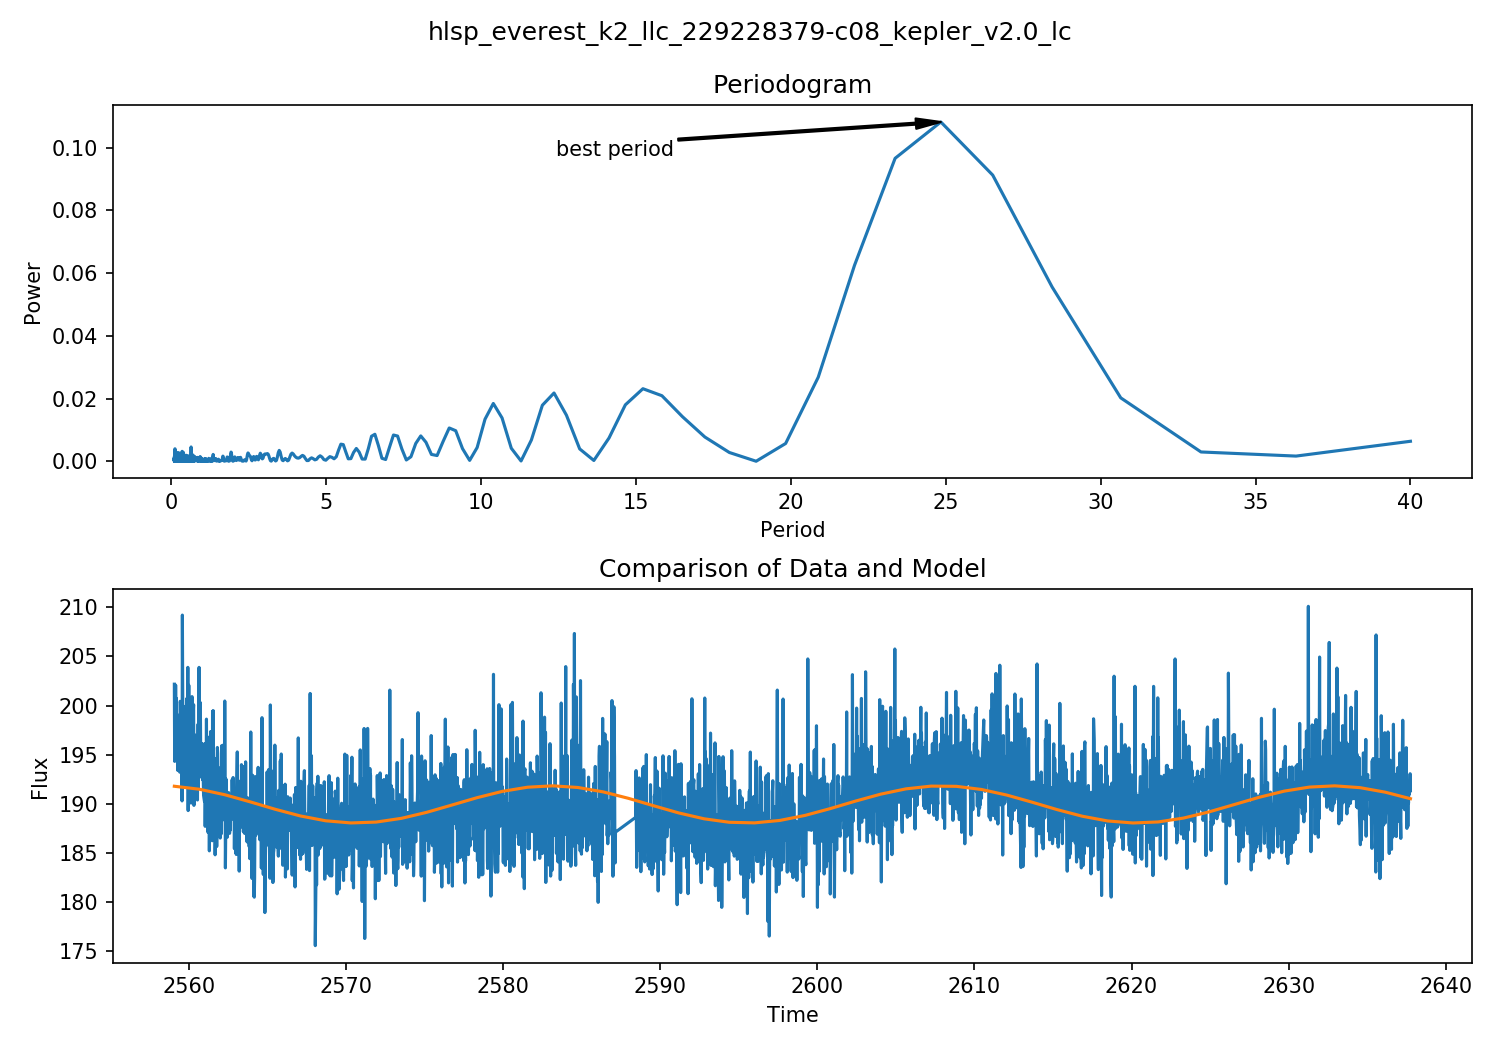 hlsp_everest_k2_llc_229228379-c08_kepler_v2.0_lc
Periodogram
best period
0.10
0.08
0.06
0.04
0.02
0.00
Power
0 5 10 15 20 25 30 35 40
Period
Comparison of Data and Model
210
205
200
195
190
185
180
175
Flux
2560 2570 2580 2590 2600 2610 2620 2630 2640
Time